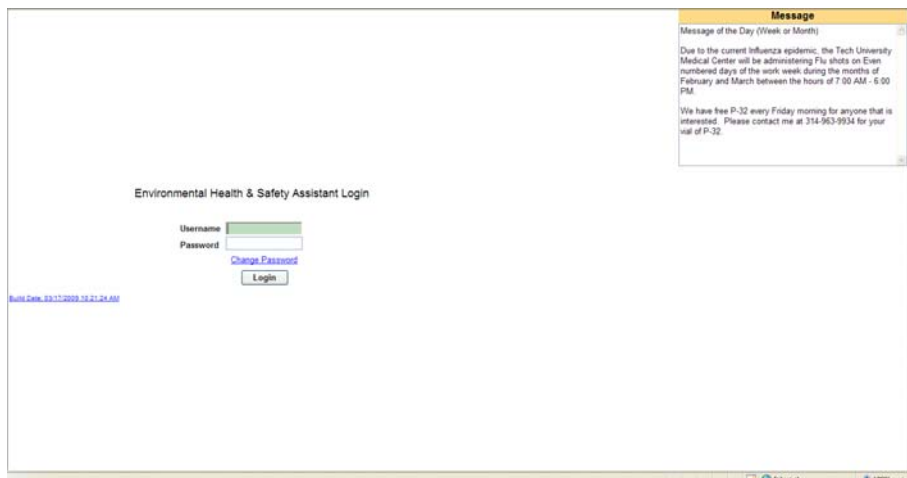 Message
Message of the Day (Week or Month)
Due to the current Influenza epidemic, the Tech University
Medical Center will be administering Flu shots on Even
numbered days of the work week during the months of
February and March between the hours of 7:00 AM - 6:00
PM.
We have free P-32 every Friday morning for anyone that is
interested. Please contact me at 314-963-9934 for your
vial of P-32.
Environmental Health & Safety Assistant Login
Username
Password
Change Password
Login
Build Date: 03/17/2009 10:21:24 AM